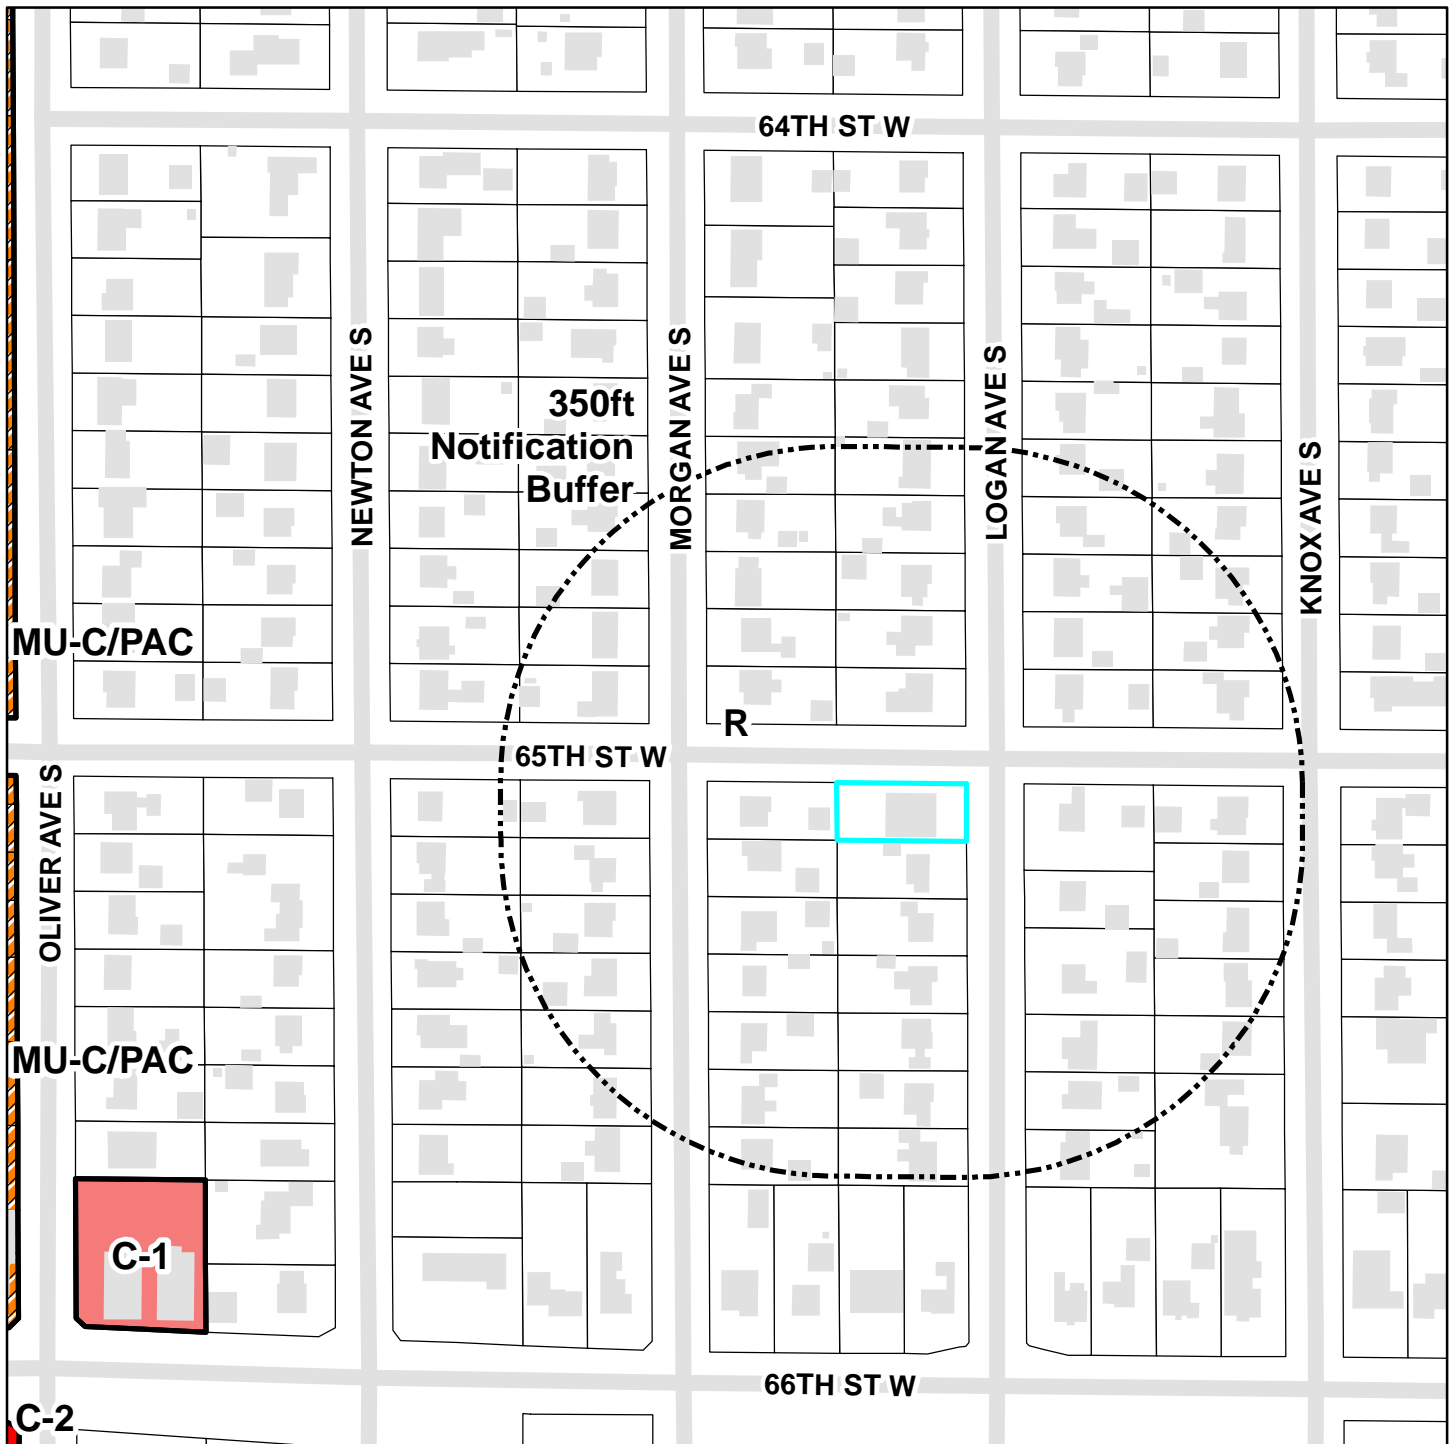 64TH ST W
NEWTON AVE S
MORGAN AVE S
LOGAN AVE S
KNOX AVE S
350ft
Notification
Buffer
MU-C/PAC
R
65TH ST W
OLIVER AVE S
MU-C/PAC
C-1
66TH ST W
C-2